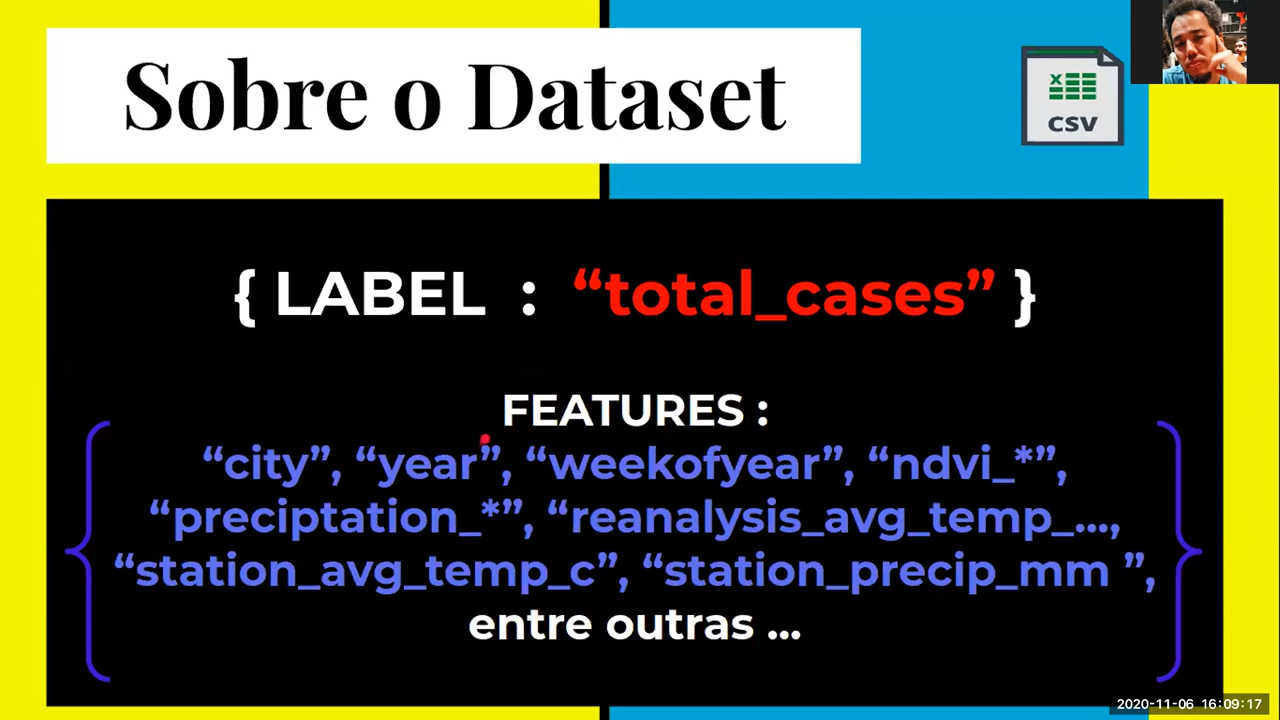 Sobre o Dataset
X
CSV
{ LABEL : “total_cases” }
FEATURES :
“city”, “year”, “weekofyear”, “ndvi_*”,
“preciptation_*”, “reanalysis_avg_temp_...,
“station_avg_temp_c”, “station_precip_mm ”,
entre outras ...
2020-11-06 16:09:17